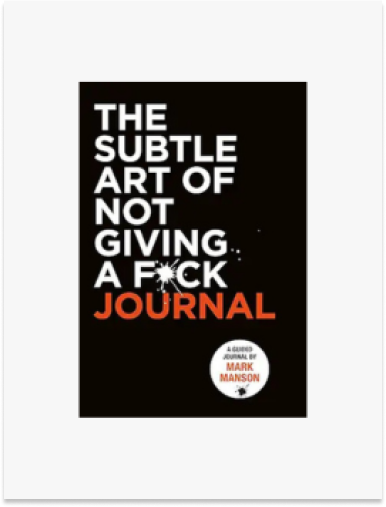 THE
SUBTLE
ART OF
NOT
GIVING
A F*CK
JOURNAL
A GUIDED
JOURNAL BY
MARK
MANSON